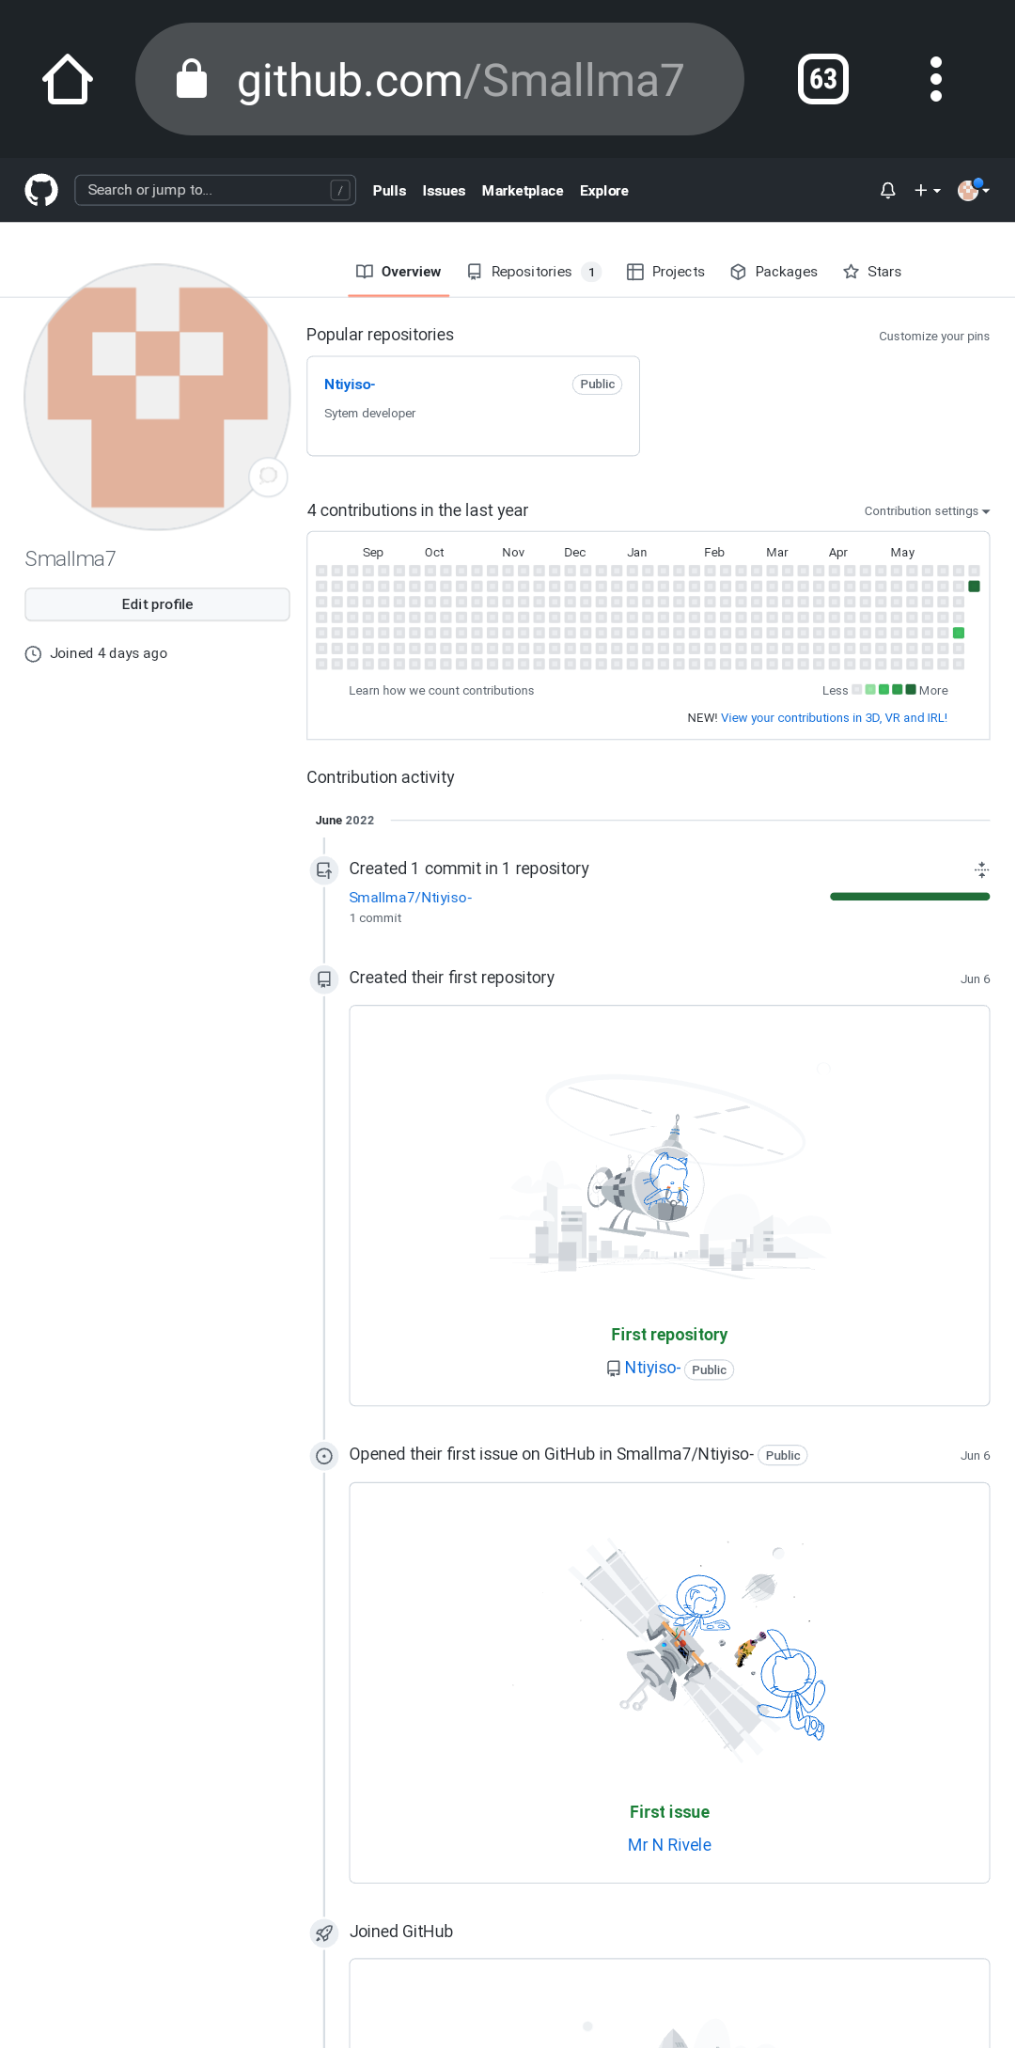 github.com/Smallma7
63
Search or jump to...
/
Pulls
Issues
Marketplace
Explore
Overview
Repositories 1
Projects
Packages
Stars
Smallma7
Edit profile
Joined 4 days ago
Popular repositories
Customize your pins
Ntiyiso-
Public
Sytem developer
4 contributions in the last year
Contribution settings
Sep Oct Nov Dec Jan Feb Mar Apr May
Learn how we count contributions
Less More
NEW! View your contributions in 3D, VR and IRL!
Contribution activity
June 2022
Created 1 commit in 1 repository
Smallma7/Ntiyiso-
1 commit
Created their first repository
Jun 6
First repository
Ntiyiso- Public
Opened their first issue on GitHub in Smallma7/Ntiyiso- Public
Jun 6
First issue
Mr N Rivele
Joined GitHub